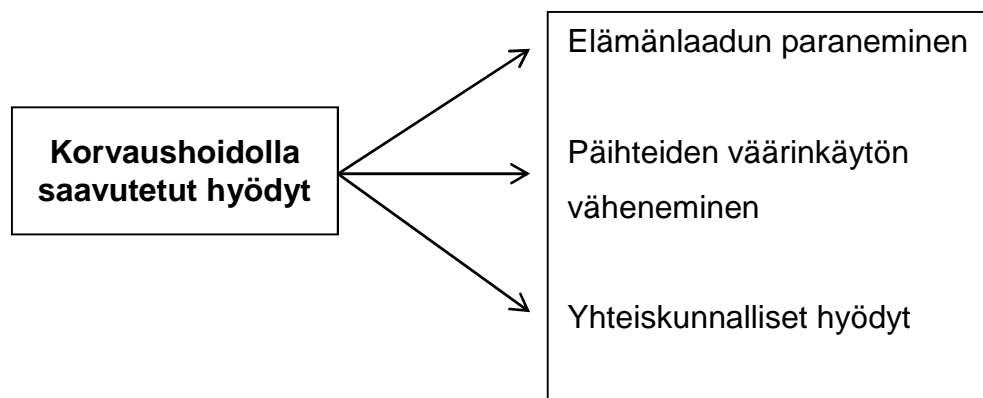 Korvaushoidolla
saavutetut hyödyt
Elämänlaadun paraneminen
Päihteiden väärinkäytön
väheneminen
Yhteiskunnalliset hyödyt